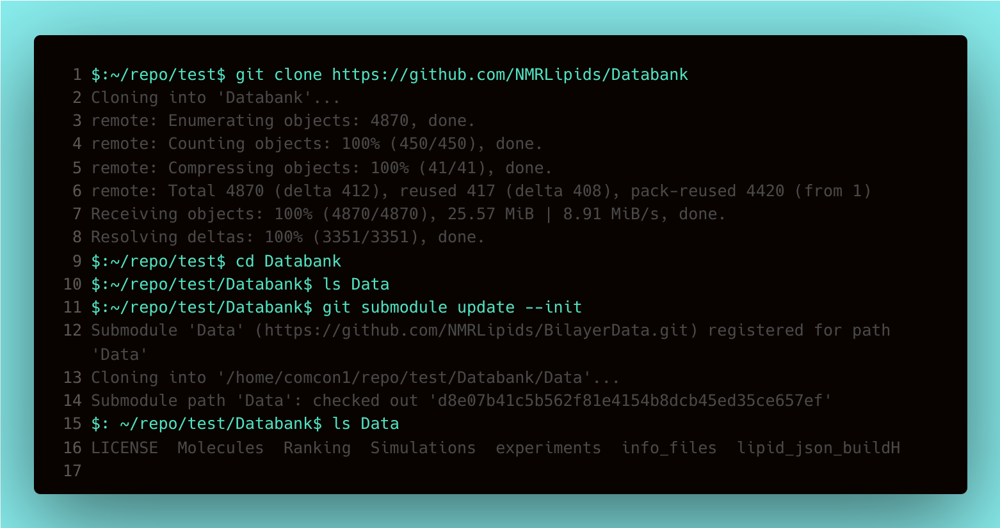 1 $:~/repo/test$ git clone https://github.com/NMRLipids/Databank
2 Cloning into 'Databank'...
3 remote: Enumerating objects: 4870, done.
4 remote: Counting objects: 100% (450/450), done.
5 remote: Compressing objects: 100% (41/41), done.
6 remote: Total 4870 (delta 412), reused 417 (delta 408), pack-reused 4420 (from 1)
7 Receiving objects: 100% (4870/4870), 25.57 MiB | 8.91 MiB/s, done.
8 Resolving deltas: 100% (3351/3351), done.
9 $:~/repo/test$ cd Databank
10 $:~/repo/test/Databank$ ls Data
11 $:~/repo/test/Databank$ git submodule update --init
12 Submodule 'Data' (https://github.com/NMRLipids/BilayerData.git) registered for path
'Data'
13 Cloning into '/home/comcon1/repo/test/Databank/Data'...
14 Submodule path 'Data': checked out 'd8e07b41c5b562f81e4154b8dcb45ed35ce657ef'
15 $: ~/repo/test/Databank$ ls Data
16 LICENSE  Molecules  Ranking  Simulations  experiments  info_files  lipid_json_buildH
17